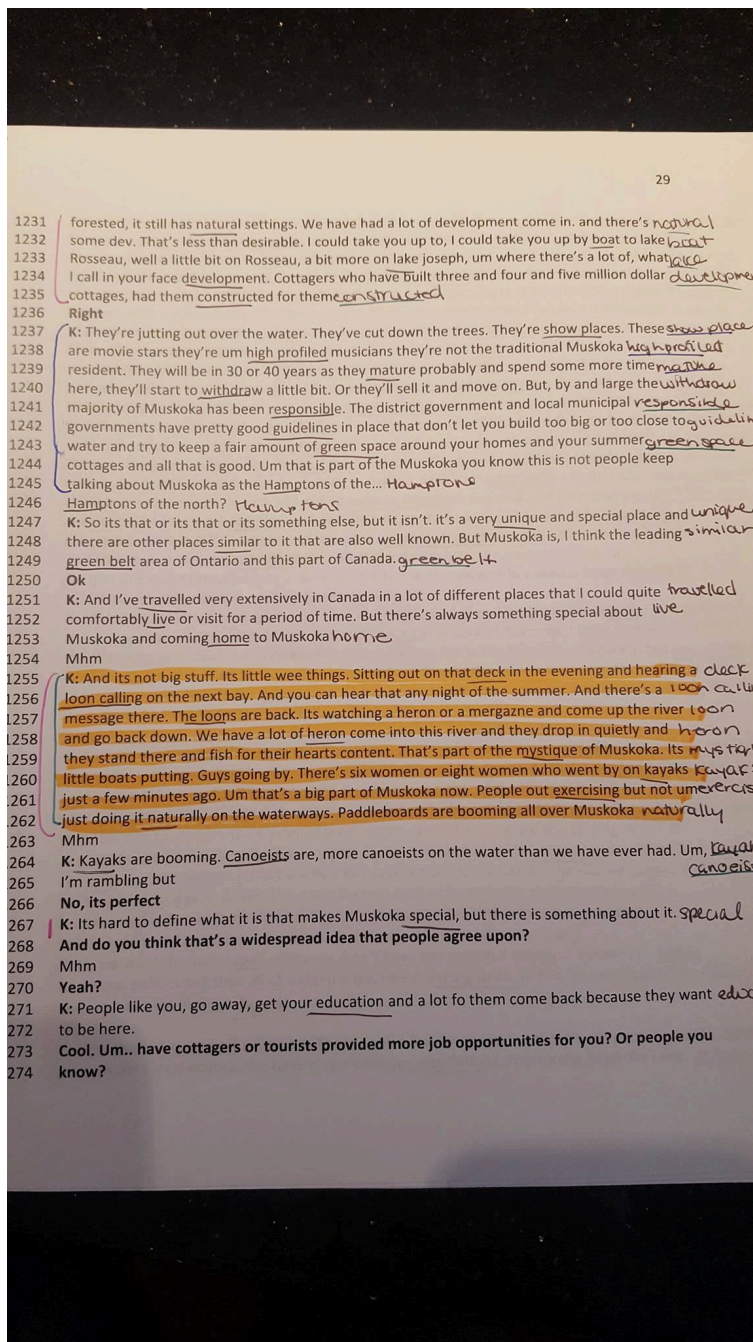 29
1231 forested, it still has natural settings. We have had a lot of development come in. and there's natural
1232 some dev. That's less than desirable. I could take you up to, I could take you up by boat to lake boat
1233 Rosseau, well a little bit on Rosseau, a bit more on lake joseph, um where there's a lot, of, what
1234 I call in your face development. Cottagers who have built three and four and five million dollar developme
1235 cottages, had them constructed for them constructed
1236 Right
1237 K: They're jutting out over the water. They've cut down the trees. They're show places. These show place
1238 are movie stars they're um high profiled musicians they're not the traditional Muskoka high profiled
1239 resident. They will be in 30 or 40 years as they mature probably and spend some more time mature
1240 here, they'll start to withdraw a little bit. Or they'll sell it and move on. But, by and large the withdraw
1241 majority of Muskoka has been responsible. The district government and local municipal responsible
1242 governments have pretty good guidelines in place that don't let you build too big or too close to guidelin
1243 water and try to keep a fair amount of green space around your homes and your summer green space
1244 cottages and all that is good. Um that is part of the Muskoka you know this is not people keep
1245 talking about Muskoka as the Hamptons of the... Hamptons
1246 Hamptons of the north? Hamptons
1247 K: So its that or its that or its something else, but it isn't. it's a very unique and special place and unique
1248 there are other places similar to it that are also well known. But Muskoka is, I think the leading similar
1249 green belt area of Ontario and this part of Canada. green belt
1250 Ok
1251 K: And I've travelled very extensively in Canada in a lot of different places that I could quite travelled
1252 comfortably live or visit for a period of time. But there's always something special about live
1253 Muskoka and coming home to Muskoka home
1254 Mhm
1255 K: And its not big stuff. Its little wee things. Sitting out on that deck in the evening and hearing a deck
1256 loon calling on the next bay. And you can hear that any night of the summer. And there's a loon calli
1257 message there. The loons are back. Its watching a heron or a mergazne and come up the river loon
1258 and go back down. We have a lot of heron come into this river and they drop in quietly and heron
1259 they stand there and fish for their hearts content. That's part of the mystique of Muskoka. Its mystiq
1260 little boats putting. Guys going by. There's six women or eight women who went by on kayaks kayak
1261 just a few minutes ago. Um that's a big part of Muskoka now. People out exercising but not um exercis
1262 just doing it naturally on the waterways. Paddleboards are booming all over Muskoka naturally
263 Mhm
264 K: Kayaks are booming. Canoeists are, more canoeists on the water than we have ever had. Um, kaya
canoeis
265 I'm rambling but
266 No, its perfect
267 K: Its hard to define what it is that makes Muskoka special, but there is something about it. special
268 And do you think that's a widespread idea that people agree upon?
269 Mhm
270 Yeah?
271 K: People like you, go away, get your education and a lot fo them come back because they want educ
272 to be here.
273 Cool. Um.. have cottagers or tourists provided more job opportunities for you? Or people you
274 know?